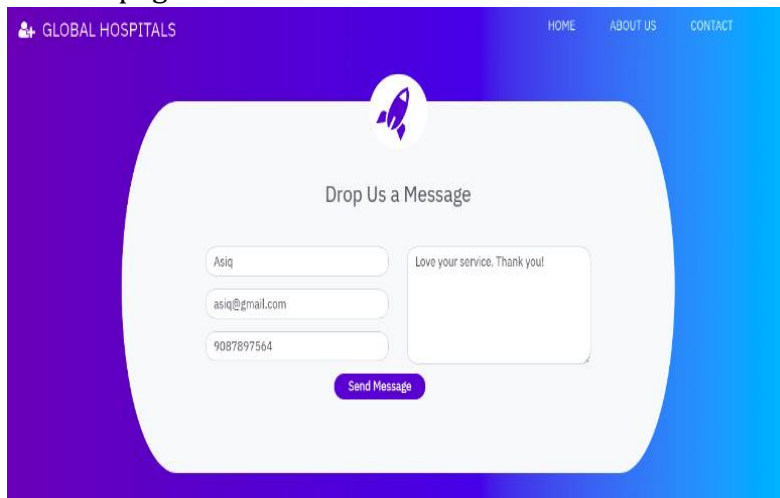 GLOBAL HOSPITALS
HOME ABOUT US CONTACT
Drop Us a Message
Asiq
asiq@gmail.com
9087897564
Love your service. Thank you!
Send Message